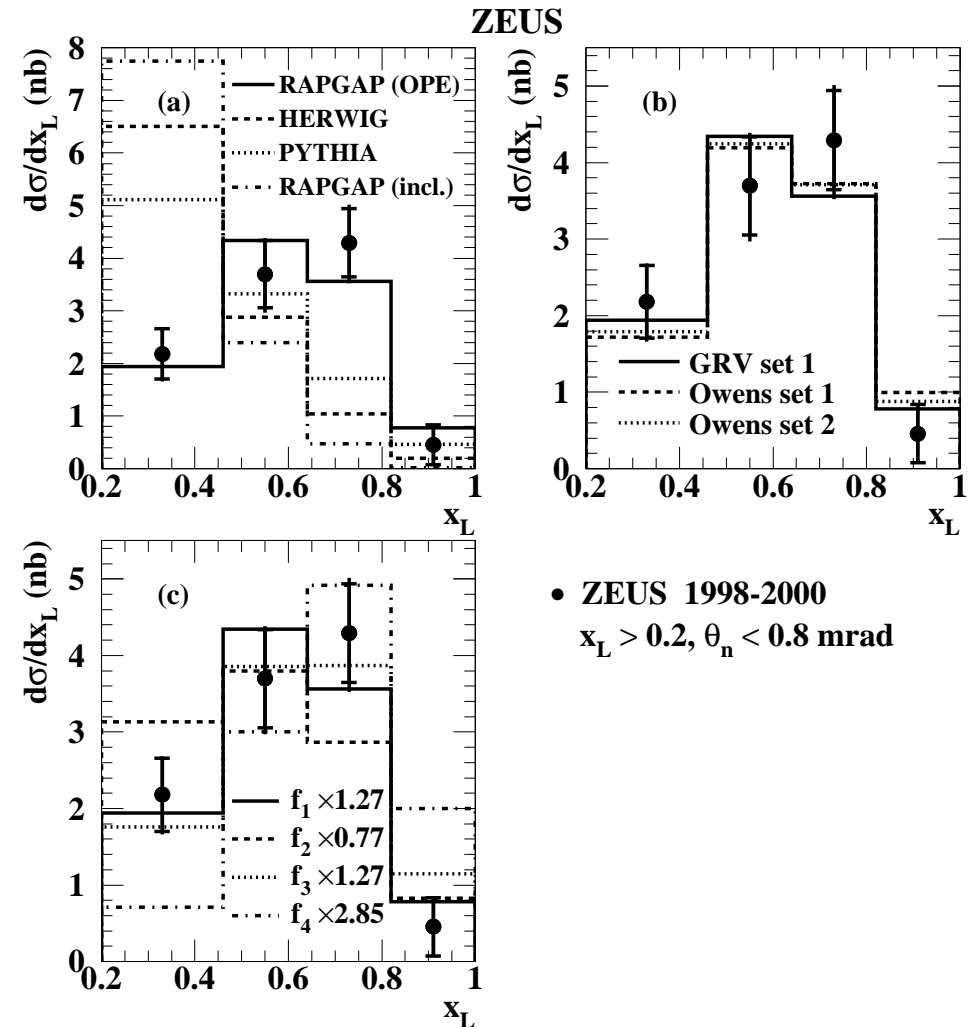 ZEUS
dσ/dx_L (nb)
8
7
6
5
4
3
2
1
0
(a)
RAPGAP (OPE)
HERWIG
PYTHIA
RAPGAP (incl.)
0.2 0.4 0.6 0.8 1
x_L
dσ/dx_L (nb)
5
4
3
2
1
0
(b)
GRV set 1
Owens set 1
Owens set 2
0.2 0.4 0.6 0.8 1
x_L
dσ/dx_L (nb)
5
4
3
2
1
0
(c)
f_1 ×1.27
f_2 ×0.77
f_3 ×1.27
f_4 ×2.85
0.2 0.4 0.6 0.8 1
x_L
• ZEUS 1998-2000
x_L > 0.2, θ_n < 0.8 mrad